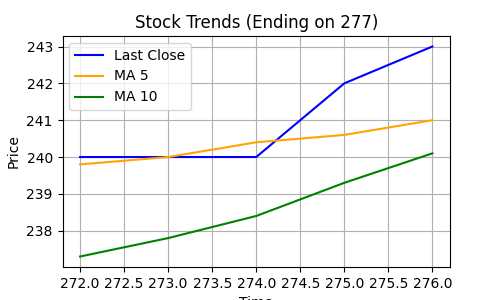 Stock Trends (Ending on 277)
Last Close
MA 5
MA 10
Price
243
242
241
240
239
238
272.0 272.5 273.0 273.5 274.0 274.5 275.0 275.5 276.0
Time